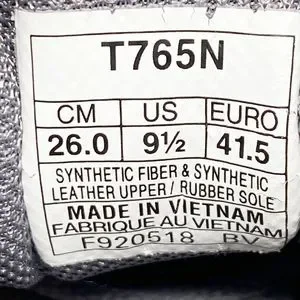 T765N
CM US EURO
26.0 9½ 41.5
SYNTHETIC FIBER & SYNTHETIC
LEATHER UPPER / RUBBER SOLE
MADE IN VIETNAM
FABRIQUE AU VIETNAM
F920518 BV